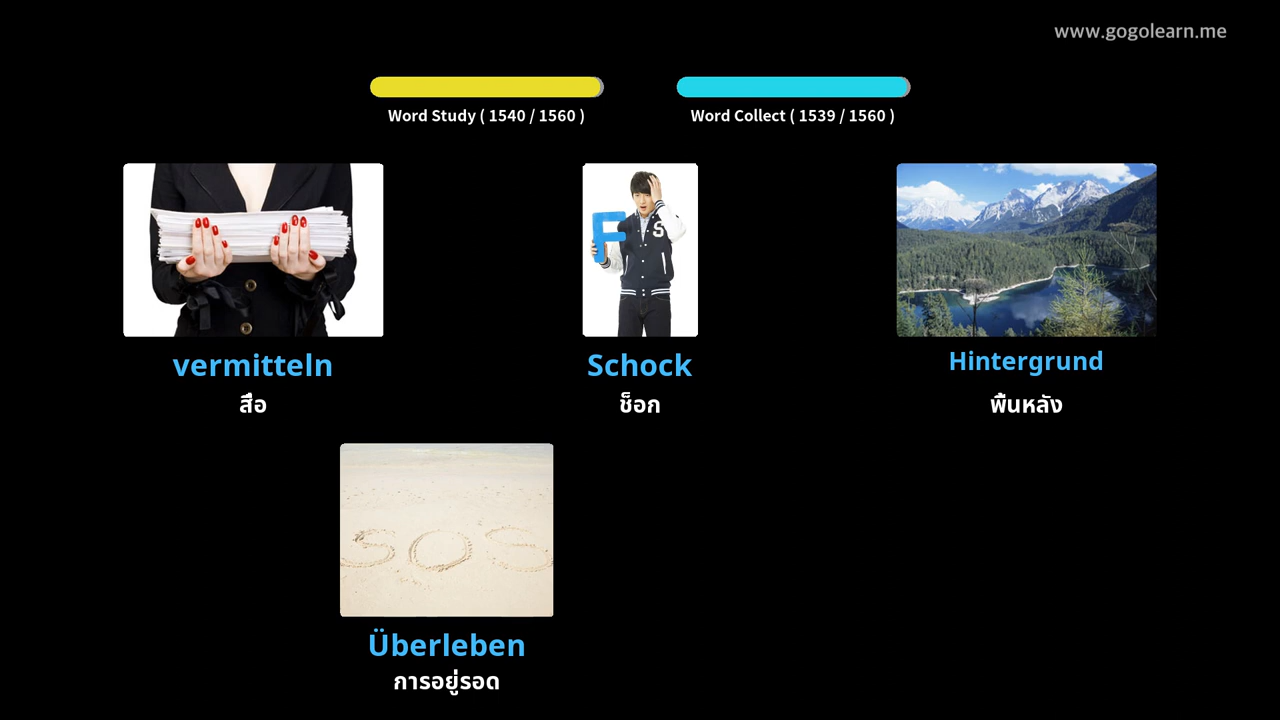 www.gogolearn.me
Word Study ( 1540 / 1560 )
Word Collect ( 1539 / 1560 )
F S
vermitteln
Schock
Hintergrund
สื่อ
ช็อก
พื้นหลัง
SOS
Überleben
การอยู่รอด